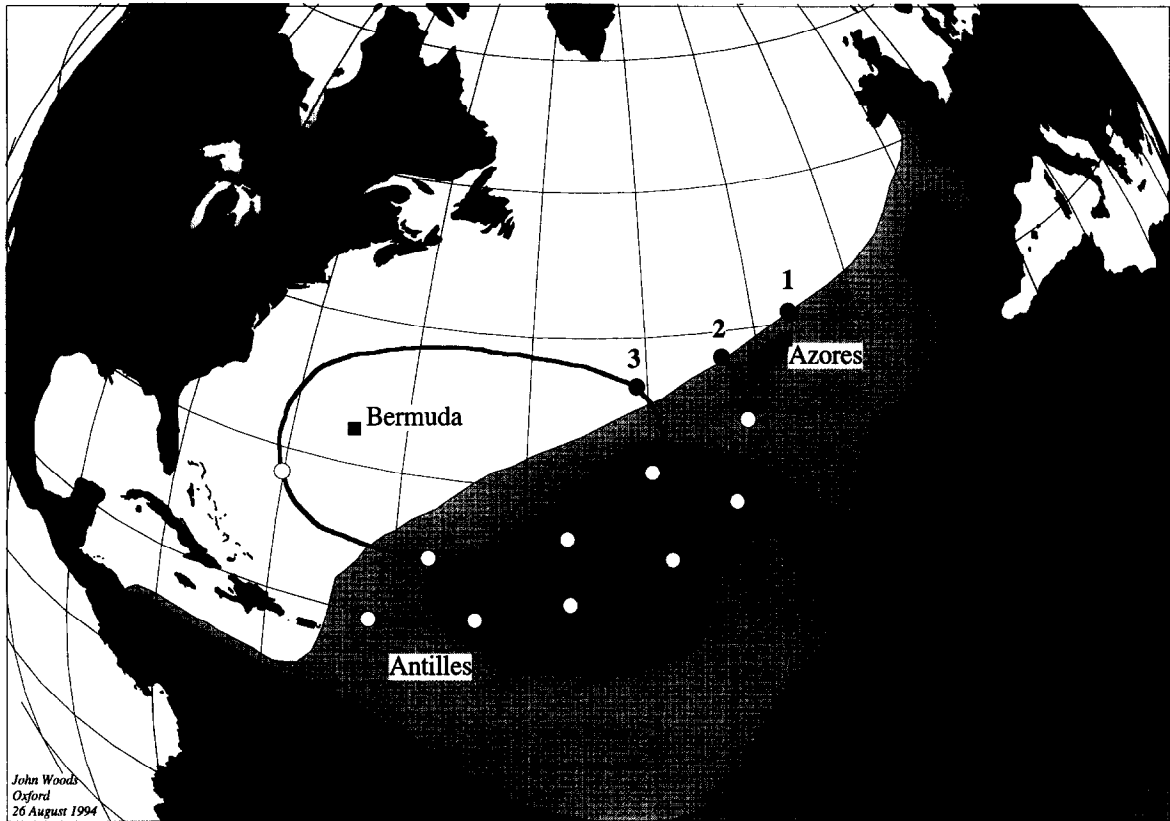 1
2
Azores
3
Bermuda
Antilles
John Woods
Oxford
26 August 1994